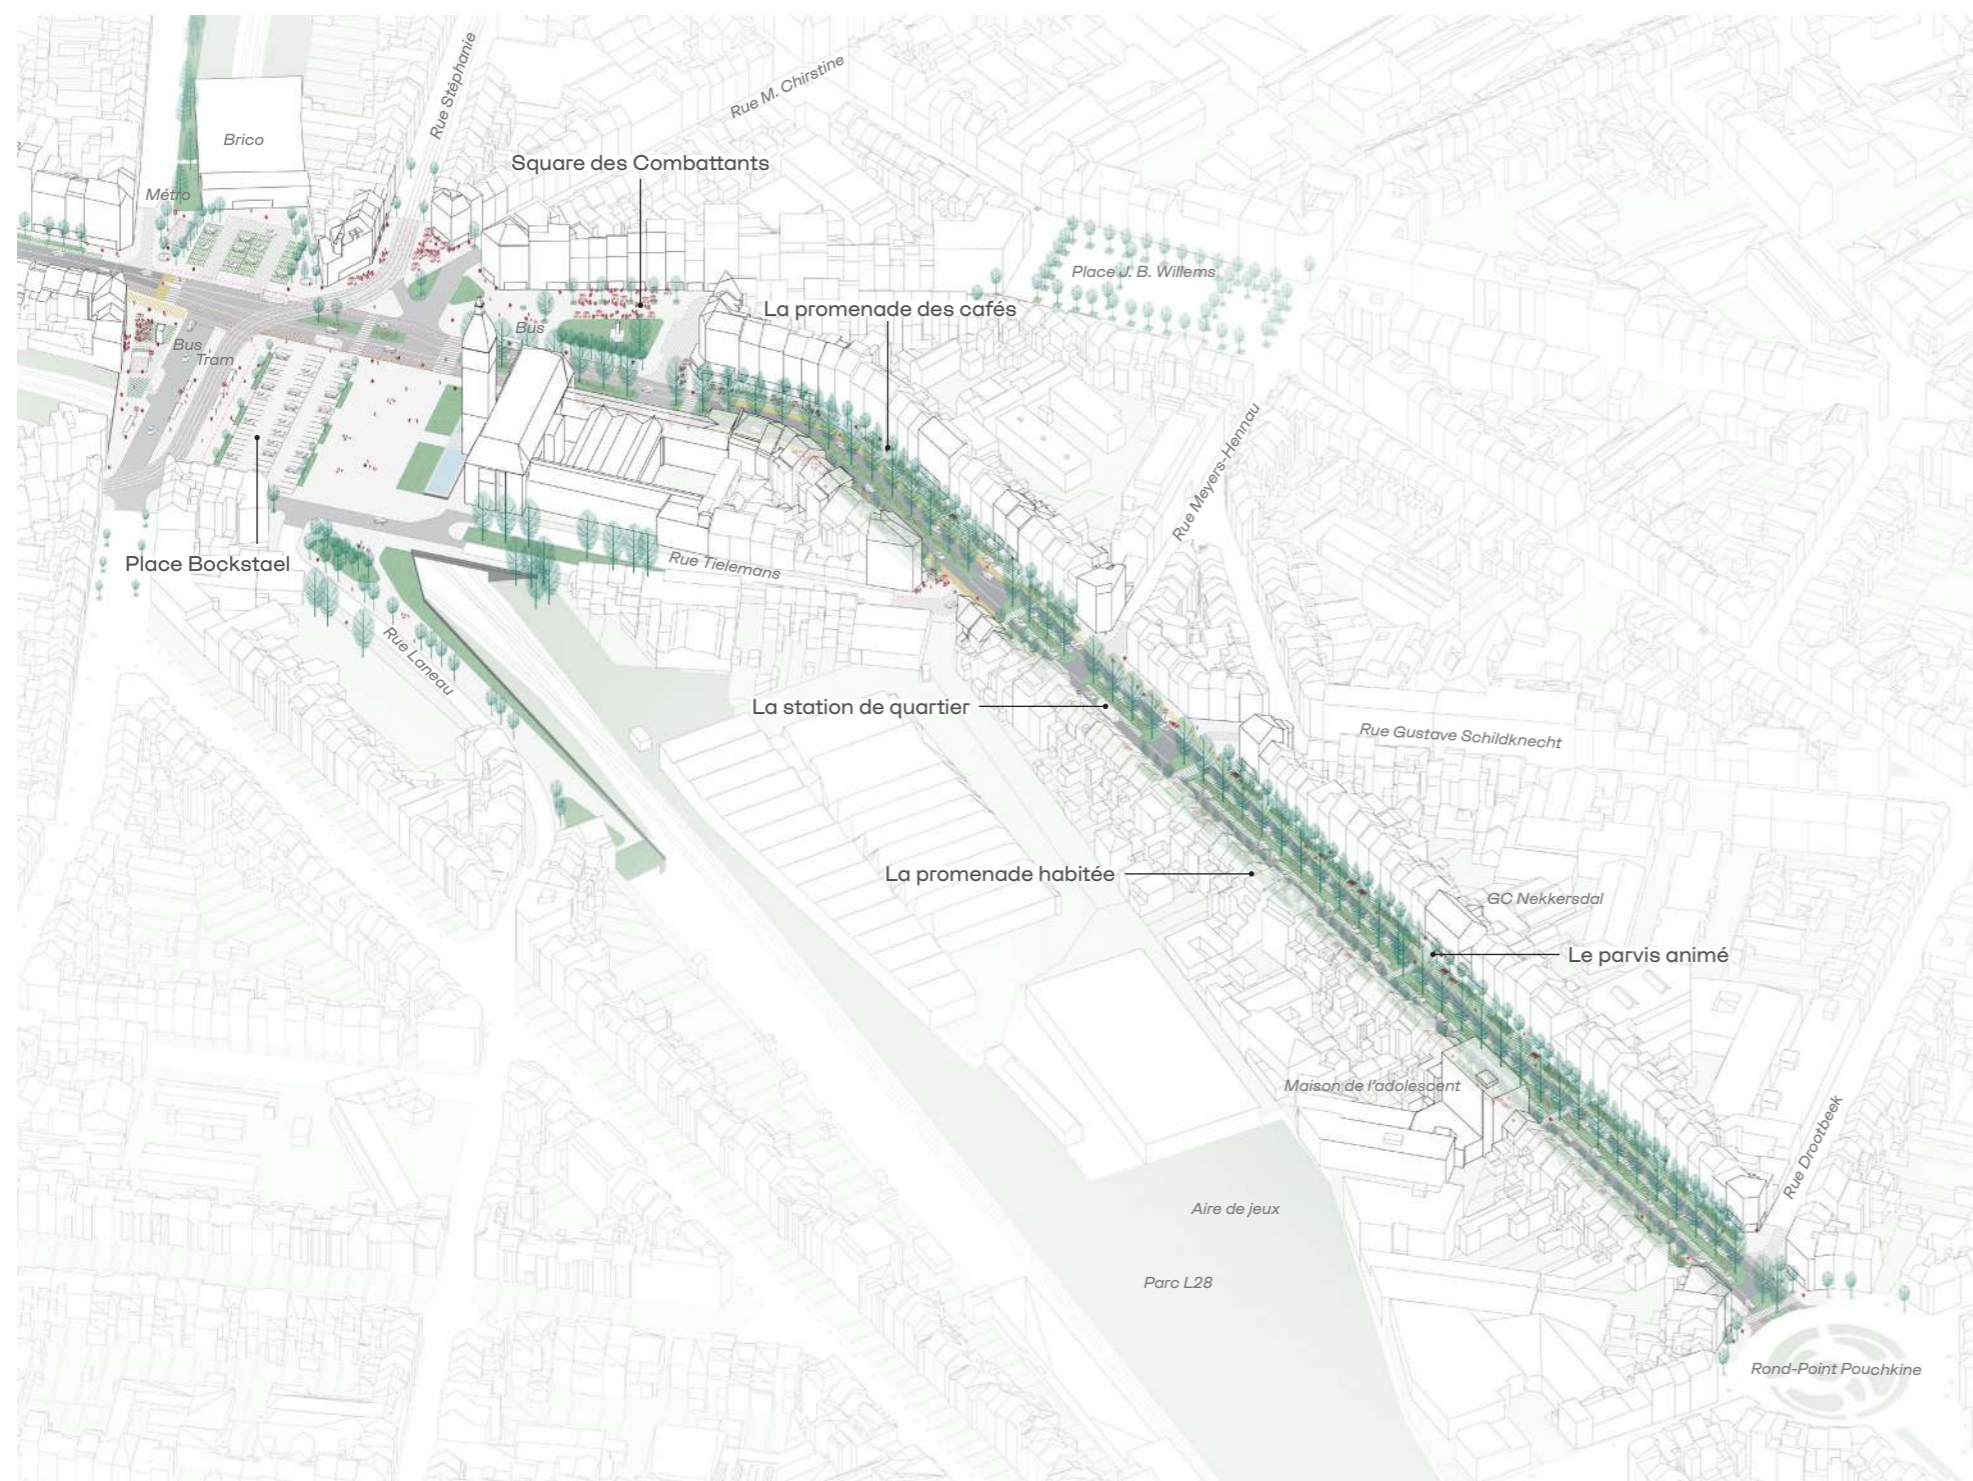 Rue Stéphanie
Rue M. Chirstine
Brico
Square des Combattants
Métro
Place J. B. Willems
La promenade des cafés
Bus
Bus
Tram
Rue Meyers-Hennau
Place Bockstael
Rue Tielemans
Rue Laneau
La station de quartier
Rue Gustave Schildknecht
La promenade habitée
GC Nekkersdal
Le parvis animé
Maison de l'adolescent
Rue Drootbeek
Aire de jeux
Parc L28
Rond-Point Pouchkine